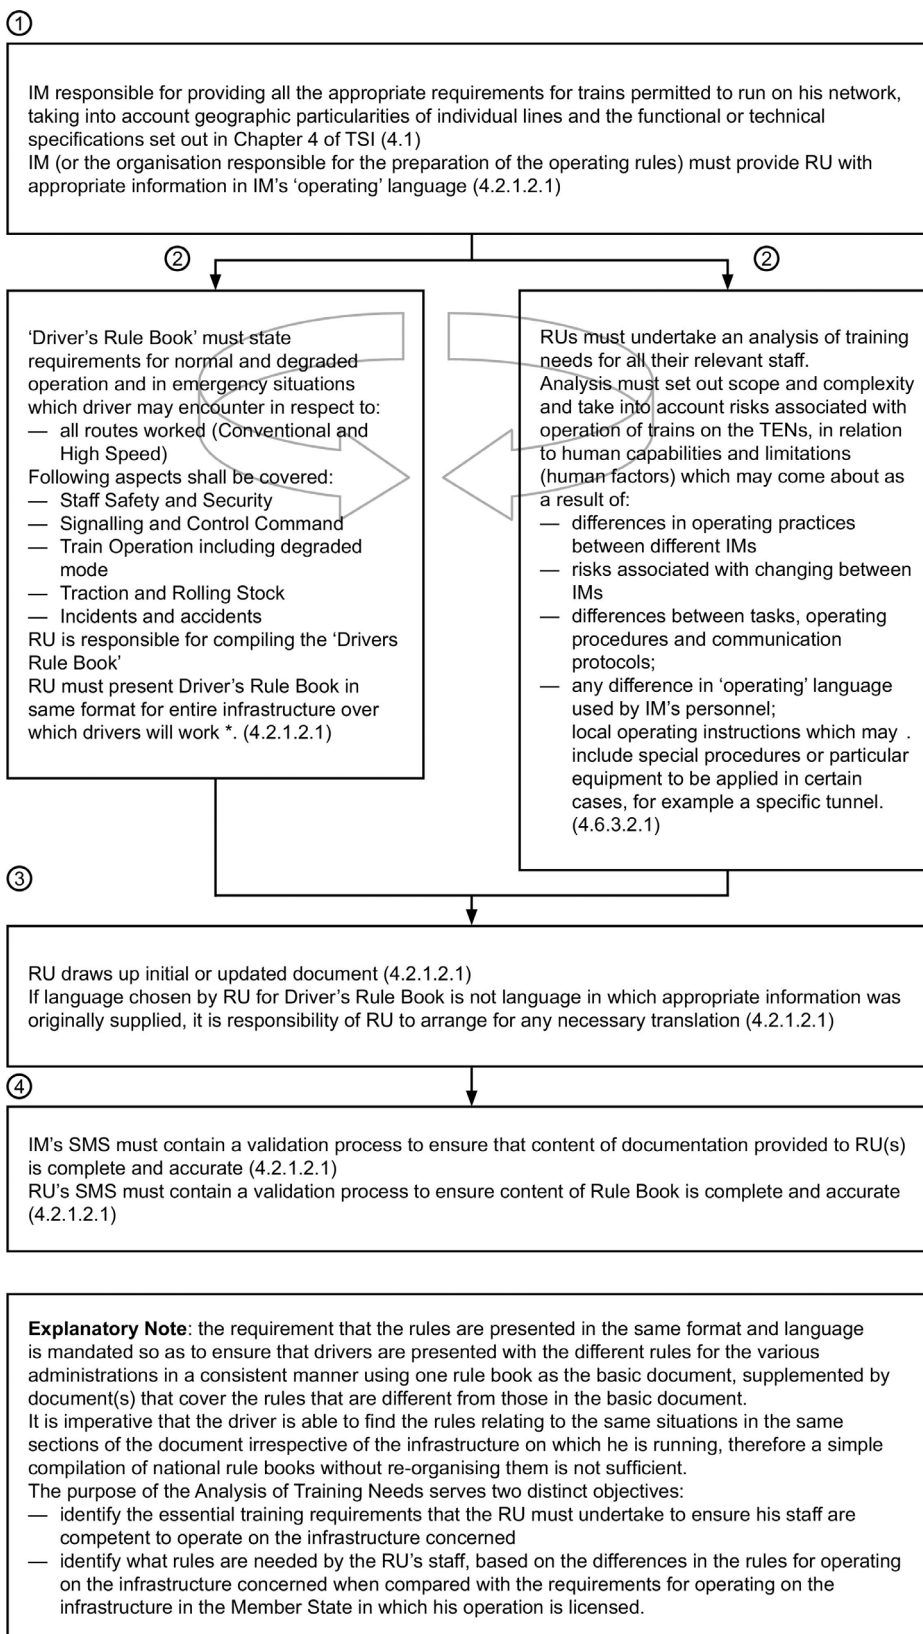 ①
IM responsible for providing all the appropriate requirements for trains permitted to run on his network,
taking into account geographic particularities of individual lines and the functional or technical
specifications set out in Chapter 4 of TSI (4.1)
IM (or the organisation responsible for the preparation of the operating rules) must provide RU with
appropriate information in IM's 'operating' language (4.2.1.2.1)
②
'Driver's Rule Book' must state
requirements for normal and degraded
operation and in emergency situations
which driver may encounter in respect to:
— all routes worked (Conventional and
High Speed)
Following aspects shall be covered:
— Staff Safety and Security
— Signalling and Control Command
— Train Operation including degraded
mode
— Traction and Rolling Stock
— Incidents and accidents
RU is responsible for compiling the 'Drivers
Rule Book'
RU must present Driver's Rule Book in
same format for entire infrastructure over
which drivers will work *. (4.2.1.2.1)
②
RUs must undertake an analysis of training
needs for all their relevant staff.
Analysis must set out scope and complexity
and take into account risks associated with
operation of trains on the TENs, in relation
to human capabilities and limitations
(human factors) which may come about as
a result of:
— differences in operating practices
between different IMs
— risks associated with changing between
IMs
— differences between tasks, operating
procedures and communication
protocols;
— any difference in 'operating' language
used by IM's personnel;
local operating instructions which may .
include special procedures or particular
equipment to be applied in certain
cases, for example a specific tunnel.
(4.6.3.2.1)
③
RU draws up initial or updated document (4.2.1.2.1)
If language chosen by RU for Driver's Rule Book is not language in which appropriate information was
originally supplied, it is responsibility of RU to arrange for any necessary translation (4.2.1.2.1)
④
IM's SMS must contain a validation process to ensure that content of documentation provided to RU(s)
is complete and accurate (4.2.1.2.1)
RU's SMS must contain a validation process to ensure content of Rule Book is complete and accurate
(4.2.1.2.1)
Explanatory Note: the requirement that the rules are presented in the same format and language
is mandated so as to ensure that drivers are presented with the different rules for the various
administrations in a consistent manner using one rule book as the basic document, supplemented by
document(s) that cover the rules that are different from those in the basic document.
It is imperative that the driver is able to find the rules relating to the same situations in the same
sections of the document irrespective of the infrastructure on which he is running, therefore a simple
compilation of national rule books without re-organising them is not sufficient.
The purpose of the Analysis of Training Needs serves two distinct objectives:
— identify the essential training requirements that the RU must undertake to ensure his staff are
competent to operate on the infrastructure concerned
— identify what rules are needed by the RU's staff, based on the differences in the rules for operating
on the infrastructure concerned when compared with the requirements for operating on the
infrastructure in the Member State in which his operation is licensed.